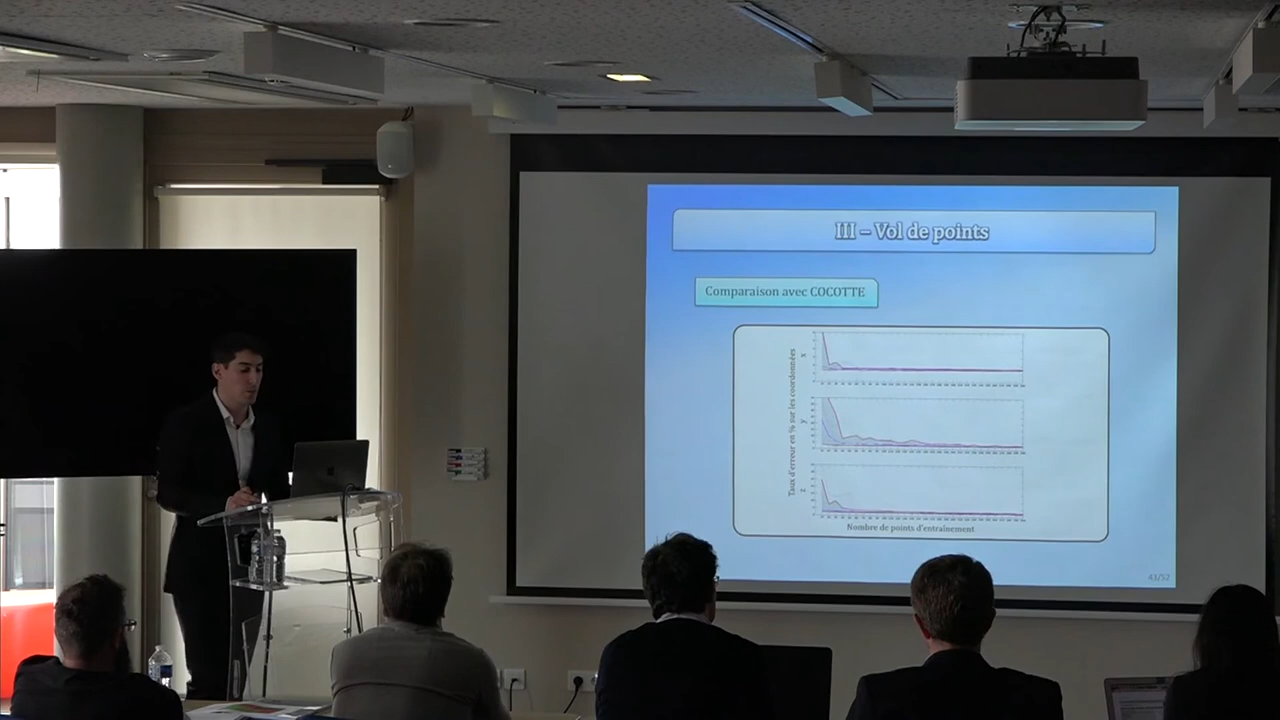 III – Vol de points
Comparaison avec COCOTTE
Taux d'erreur en % sur les coordonnées
x
y
z
Nombre de points d'entraînement
43/52